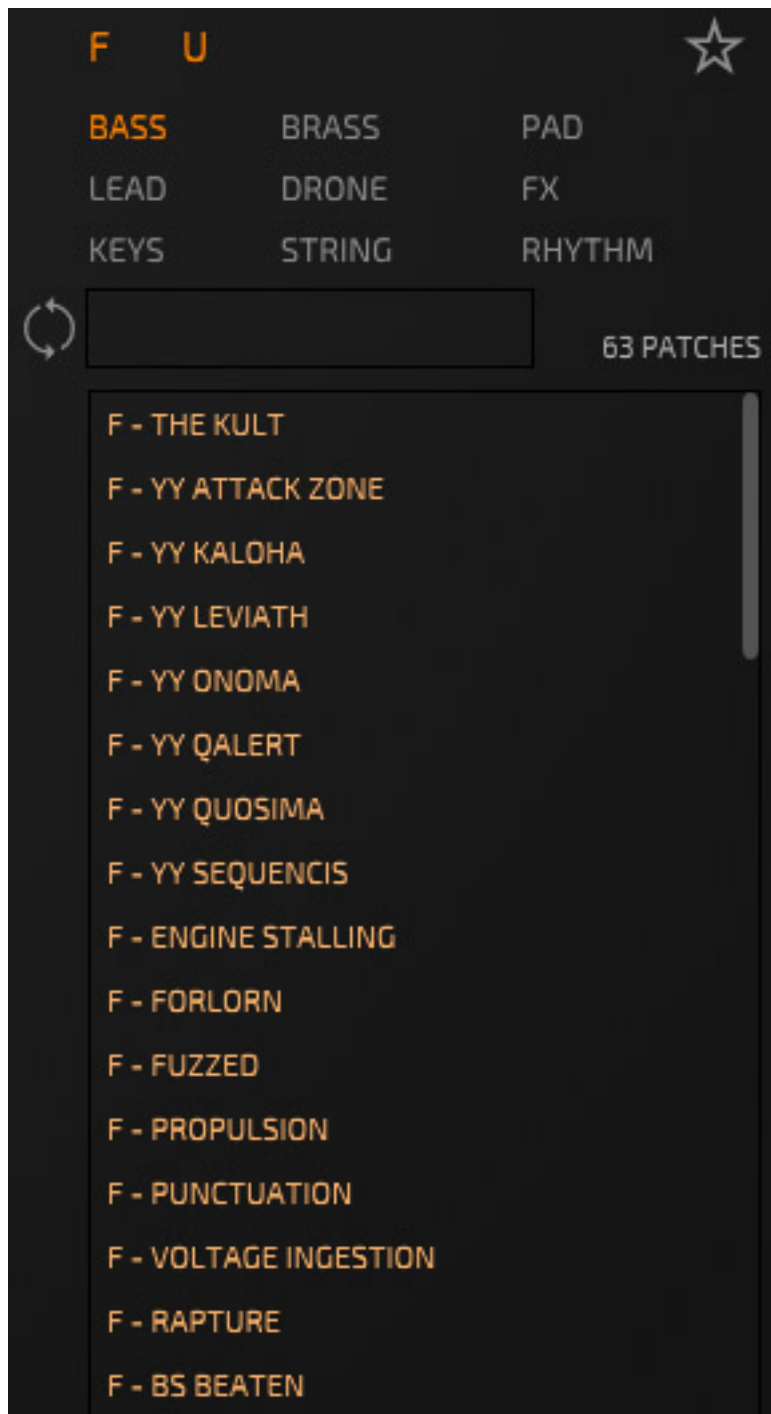 F U
BASS BRASS PAD
LEAD DRONE FX
KEYS STRING RHYTHM
63 PATCHES
F - THE KULT
F - YY ATTACK ZONE
F - YY KALOHA
F - YY LEVIATH
F - YY ONOMA
F - YY QALERT
F - YY QUOSIMA
F - YY SEQUENCIS
F - ENGINE STALLING
F - FORLORN
F - FUZZED
F - PROPULSION
F - PUNCTUATION
F - VOLTAGE INGESTION
F - RAPTURE
F - BS BEATEN